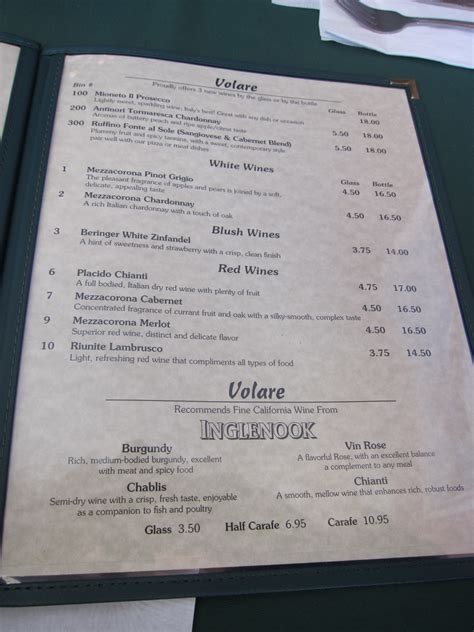 Volare
Proudly offers 3 new wines by the glass or by the bottle
Bin # Glass Bottle
100 Mioneto Il Prosecco 18.00
Lightly sweet, sparkling wine, Italy's best! Great with any dish or occasion
200 Antinori Tormaresca Chardonnay 5.50 18.00
Aromas of buttery peach and ripe apple/citrus taste
300 Ruffino Fonte al Sole (Sangiovese & Cabernet Blend) 5.50 18.00
Plummy fruit and spicy tannins, with a sweet, contemporary style
pair well with our pizza or meat dishes
White Wines
Glass Bottle
1 Mezzacorona Pinot Grigio 4.50 16.50
The pleasant fragrance of apples and pears is joined by a soft,
delicate, appealing taste
2 Mezzacorona Chardonnay 4.50 16.50
A rich Italian chardonnay with a touch of oak
Blush Wines
3 Beringer White Zinfandel 3.75 14.00
A hint of sweetness and strawberry with a crisp, clean finish
Red Wines
6 Placido Chianti 4.75 17.00
A full bodied, Italian dry red wine with plenty of fruit
7 Mezzacorona Cabernet 4.50 16.50
Concentrated fragrance of currant fruit and oak with a silky-smooth, complex taste
9 Mezzacorona Merlot 4.50 16.50
Superior red wine, distinct and delicate flavor
10 Riunite Lambrusco 3.75 14.50
Light, refreshing red wine that compliments all types of food
Volare
Recommends Fine California Wine From
INGLENOOK
Burgundy
Rich, medium-bodied burgundy, excellent
with meat and spicy food
Vin Rose
A flavorful Rose, with an excellent balance
a complement to any meal
Chablis
Semi-dry wine with a crisp, fresh taste, enjoyable
as a companion to fish and poultry
Chianti
A smooth, mellow wine that enhances rich, robust foods
Glass 3.50 Half Carafe 6.95 Carafe 10.95